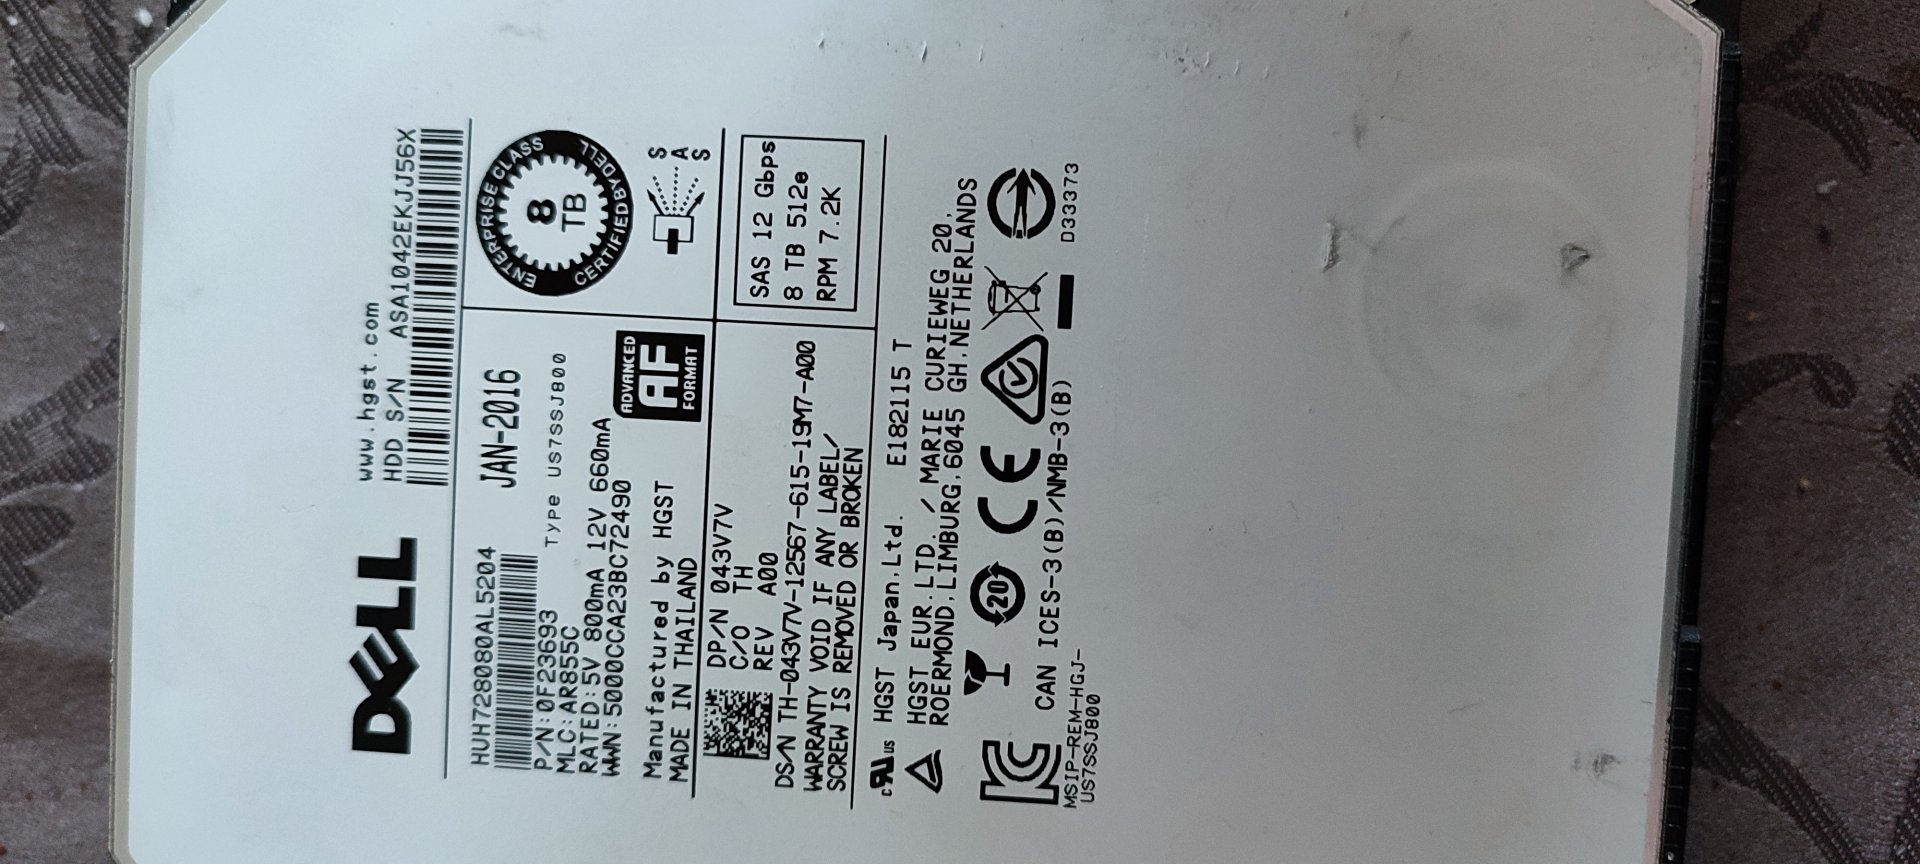 DELL
www.hgst.com
HDD S/N ASA1042EKJJ56X
HUH728080AL5204 JAN-2016
P/N:0F23693
MLC:AR855C Type US7SSJ800
RATED:5V 800mA 12V 660mA
WWN:5000CCA23BC72490
Manufactured by HGST
MADE IN THAILAND
ADVANCED
AF
FORMAT
ENTERPRISE CLASS
8
TB
CERTIFIED BY DELL
SAS
DP/N 043V7V
C/O TH
REV A00
DS/N TH-043V7V-12567-615-19M7-A00
WARRANTY VOID IF ANY LABEL/
SCREW IS REMOVED OR BROKEN
SAS 12 Gbps
8 TB 512e
RPM 7.2K
c RU us HGST Japan,Ltd. E182115 T
HGST EUR.LTD. / MARIE CURIEWEG 20,
ROERMOND,LIMBURG,6045 GH,NETHERLANDS
20
CE
D33373
CAN ICES-3(B)/NMB-3(B)
MSIP-REM-HGJ-
US7SSJ800